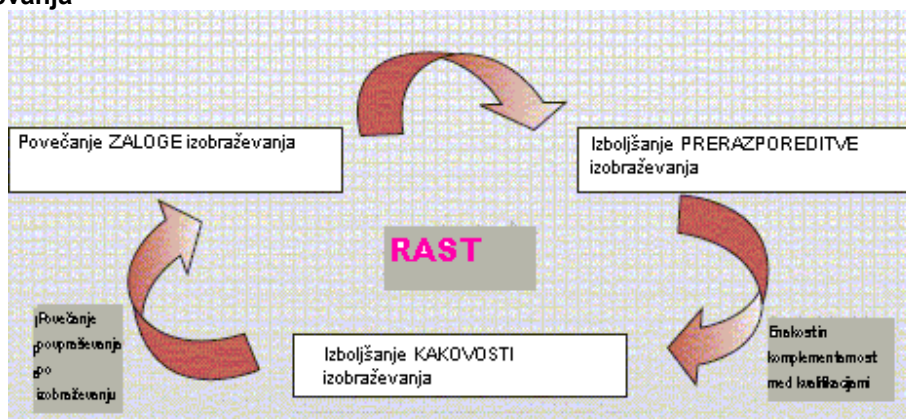 ovanja
Povečanje ZALOGE izobraževanja
Izboljšanje PRERAZPOREDITVE
izobraževanja
RAST
Povečanje
povpraševanja
po
izobraževanju
Izboljšanje KAKOVOSTI
izobraževanja
Enakost in
komplementarnost
med kvalifikacijami